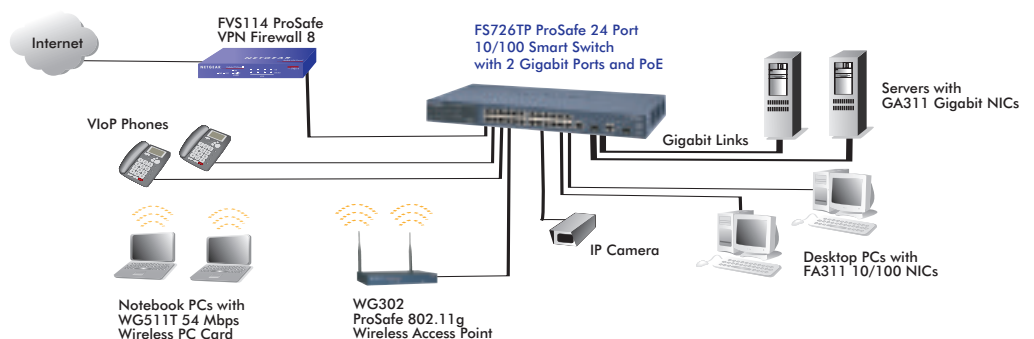 Internet
FVS114 ProSafe
VPN Firewall 8
NETGEAR
FS726TP ProSafe 24 Port
10/100 Smart Switch
with 2 Gigabit Ports and PoE
Servers with
GA311 Gigabit NICs
Gigabit Links
VIoP Phones
IP Camera
Desktop PCs with
FA311 10/100 NICs
Notebook PCs with
WG511T 54 Mbps
Wireless PC Card
WG302
ProSafe 802.11g
Wireless Access Point